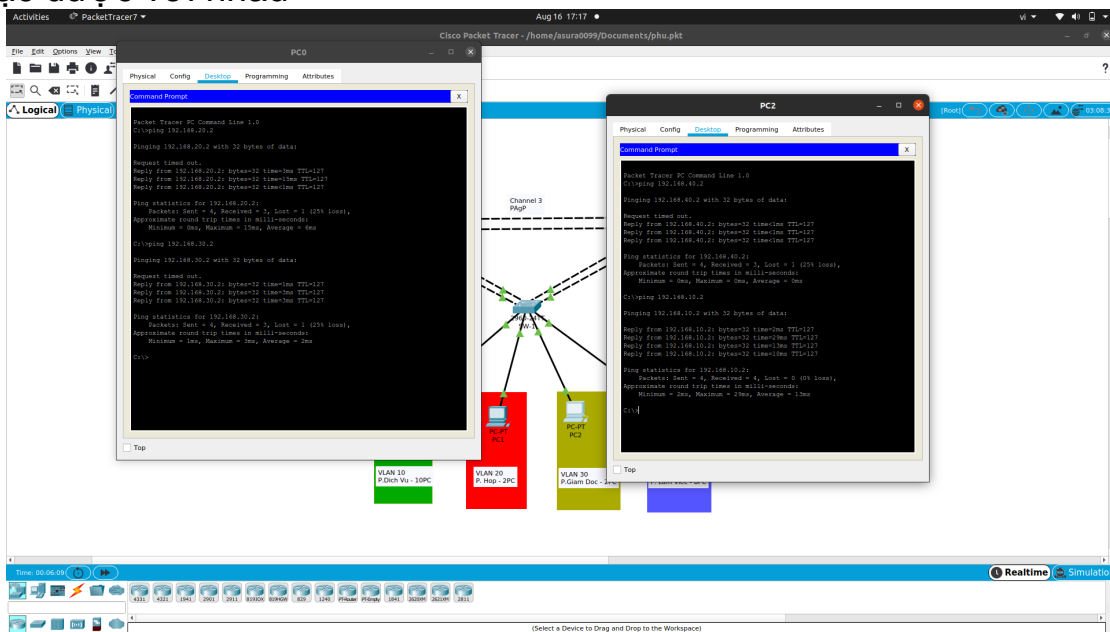 được
Activities PacketTracer7 Aug 16 17:17 vi
Cisco Packet Tracer - /home/asura0099/Documents/phu.pkt
File Edit Options View
PC0
Physical Config Desktop Programming Attributes
Command Prompt X
Packet Tracer PC Command Line 1.0
C:\>ping 192.168.20.2
Pinging 192.168.20.2 with 32 bytes of data:
Request timed out.
Reply from 192.168.20.2: bytes=32 time=3ms TTL=127
Reply from 192.168.20.2: bytes=32 time=15ms TTL=127
Reply from 192.168.20.2: bytes=32 time<1ms TTL=127
Ping statistics for 192.168.20.2:
Packets: Sent = 4, Received = 3, Lost = 1 (25% loss),
Approximate round trip times in milli-seconds:
Minimum = 0ms, Maximum = 15ms, Average = 6ms
C:\>ping 192.168.30.2
Pinging 192.168.30.2 with 32 bytes of data:
Request timed out.
Reply from 192.168.30.2: bytes=32 time=1ms TTL=127
Reply from 192.168.30.2: bytes=32 time=3ms TTL=127
Reply from 192.168.30.2: bytes=32 time=3ms TTL=127
Ping statistics for 192.168.30.2:
Packets: Sent = 4, Received = 3, Lost = 1 (25% loss),
Approximate round trip times in milli-seconds:
Minimum = 1ms, Maximum = 3ms, Average = 2ms
C:\>
Top
PC2
Physical Config Desktop Programming Attributes
Command Prompt X
Packet Tracer PC Command Line 1.0
C:\>ping 192.168.40.2
Pinging 192.168.40.2 with 32 bytes of data:
Request timed out.
Reply from 192.168.40.2: bytes=32 time<1ms TTL=127
Reply from 192.168.40.2: bytes=32 time<1ms TTL=127
Reply from 192.168.40.2: bytes=32 time<1ms TTL=127
Ping statistics for 192.168.40.2:
Packets: Sent = 4, Received = 3, Lost = 1 (25% loss),
Approximate round trip times in milli-seconds:
Minimum = 0ms, Maximum = 0ms, Average = 0ms
C:\>ping 192.168.10.2
Pinging 192.168.10.2 with 32 bytes of data:
Reply from 192.168.10.2: bytes=32 time=2ms TTL=127
Reply from 192.168.10.2: bytes=32 time=29ms TTL=127
Reply from 192.168.10.2: bytes=32 time=13ms TTL=127
Reply from 192.168.10.2: bytes=32 time=10ms TTL=127
Ping statistics for 192.168.10.2:
Packets: Sent = 4, Received = 4, Lost = 0 (0% loss),
Approximate round trip times in milli-seconds:
Minimum = 2ms, Maximum = 29ms, Average = 13ms
C:\>
Top
Logical Physical
[Root] 03:08:3
Channel 3
PAgP
SW-1
PC-PT
PC1
PC-PT
PC2
VLAN 10
P.Dich Vu - 10PC
VLAN 20
P. Hop - 2PC
VLAN 30
P.Giam Doc -
Time: 00:06:09
Realtime Simulatio
4331 4321 1941 2901 2911 819IOX 819HGW 829 1240 PT-Router PT-Empty 1841 2620XM 2621XM 2811
(Select a Device to Drag and Drop to the Workspace)